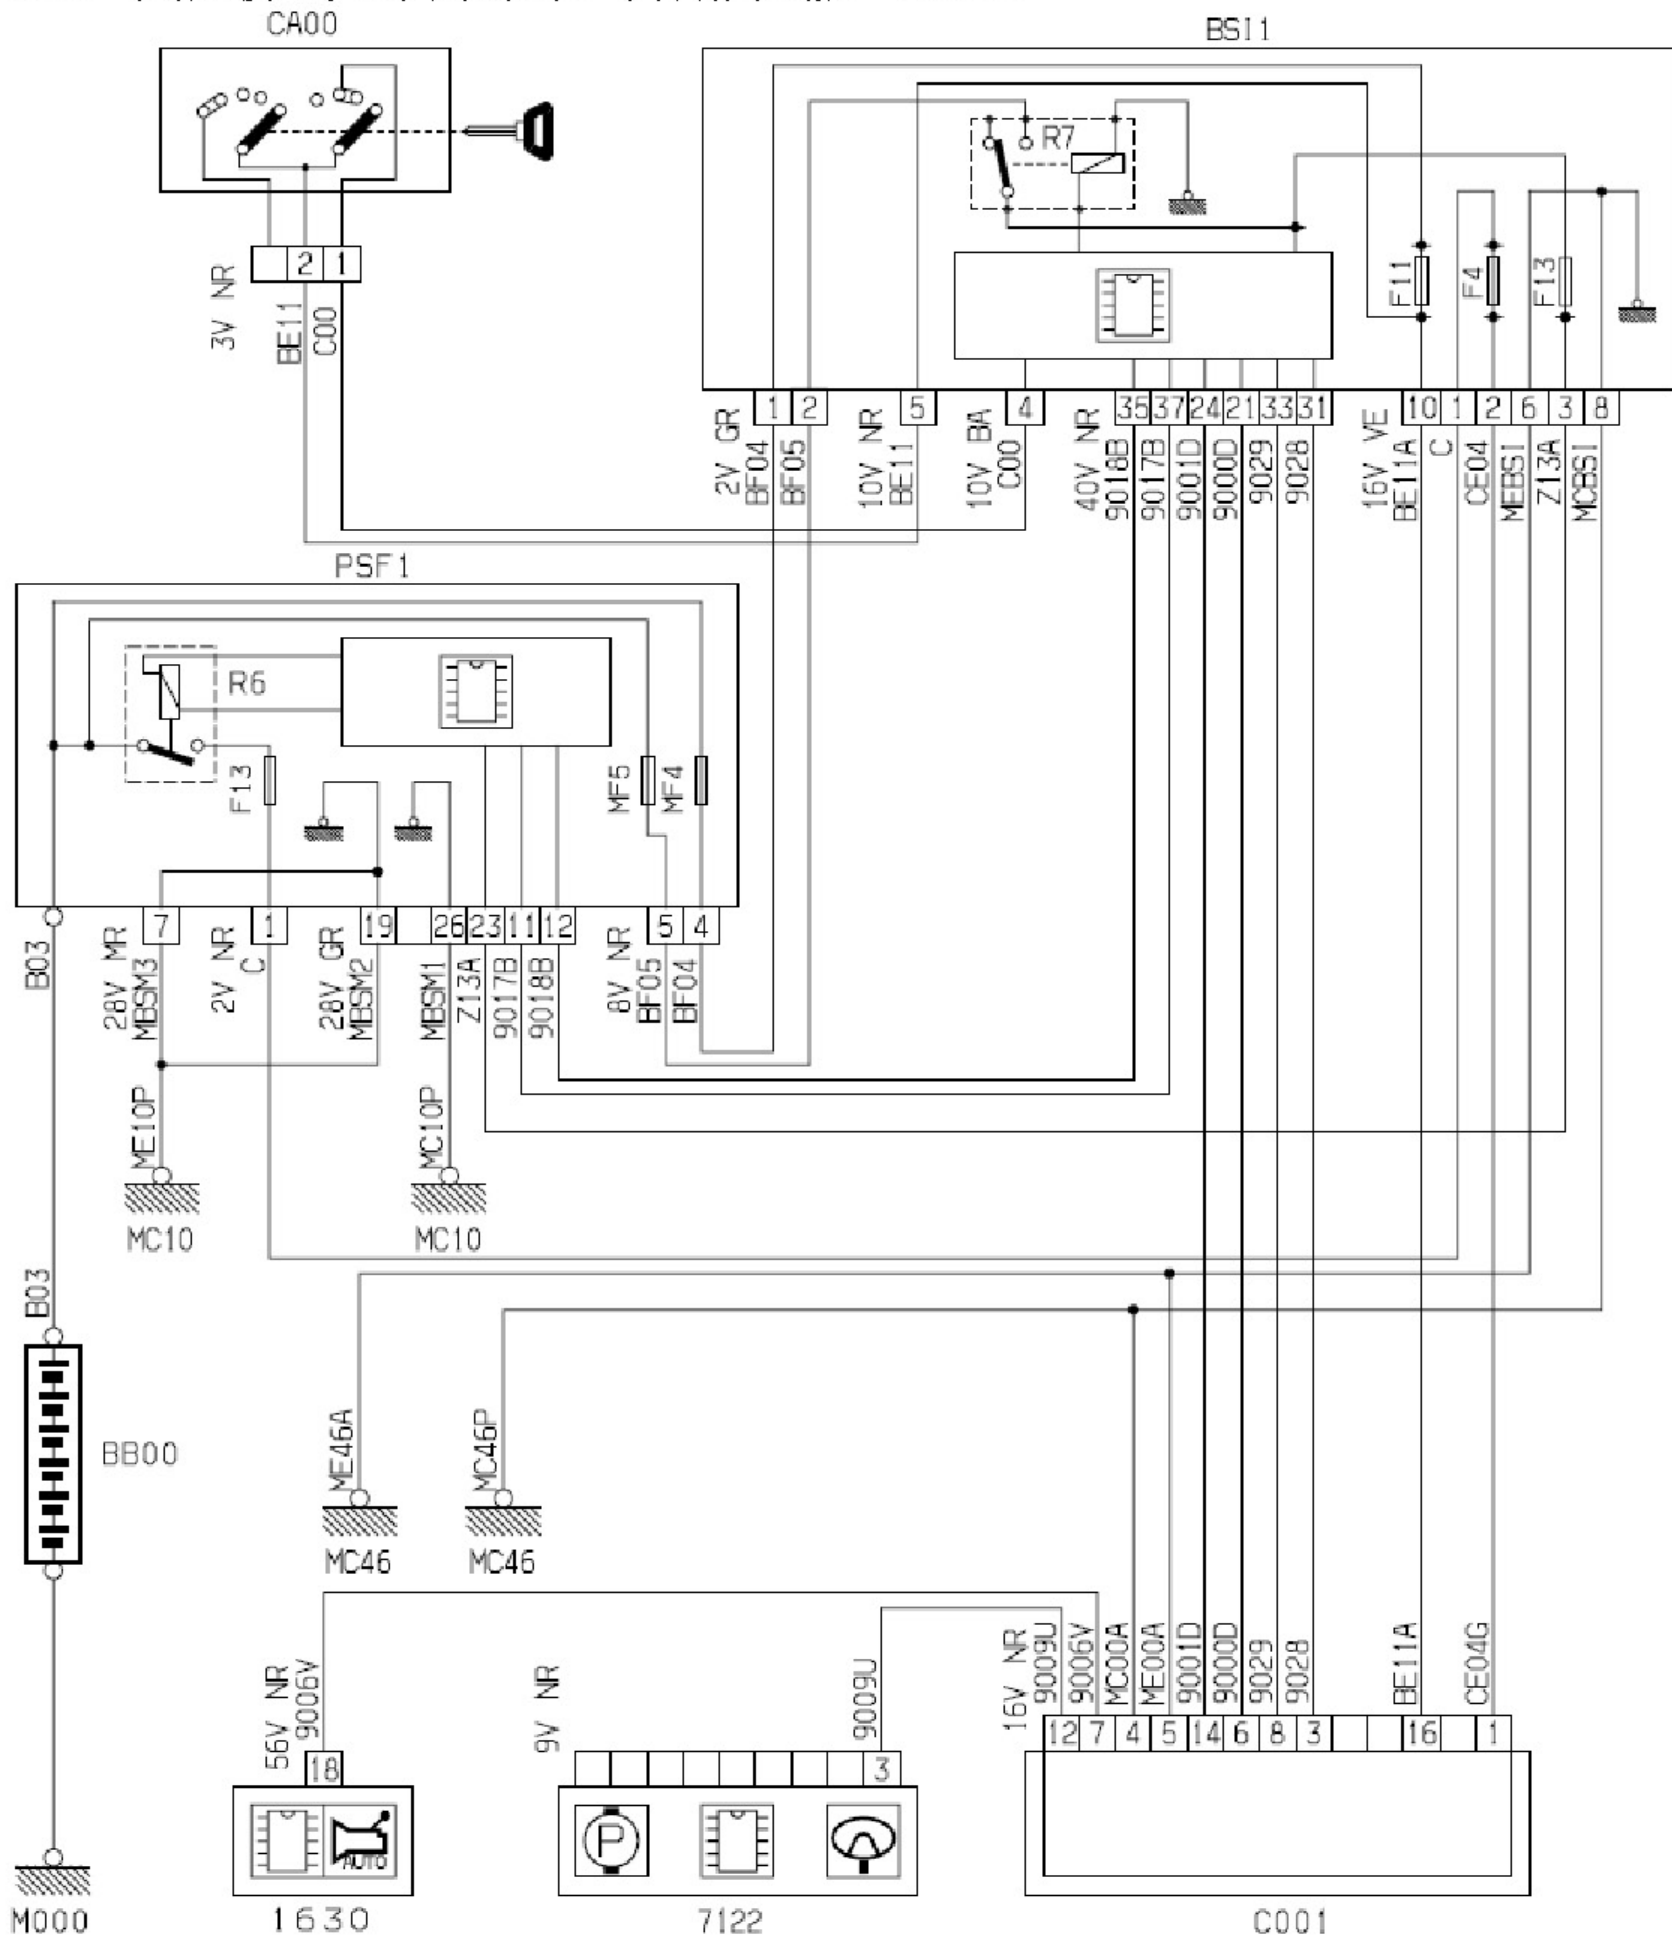 CA00
BSI1
R7
F11
F4
F13
2
1
3V NR
BE11
C00
1
2
5
4
35
37
24
21
33
31
10
1
2
6
3
8
2V GR
BF04
BF05
10V NR
BE11
10V BA
C00
40V NR
9018B
9017B
9001D
9000D
9029
9028
16V VE
BE11A
C
CE04
MEBSI
Z13A
MCBSI
PSF1
R6
F13
MF5
MF4
7
1
19
26
23
11
12
5
4
B03
28V MR
MBSM3
2V NR
C
28V GR
MBSM2
MBSM1
Z13A
9017B
9018B
8V NR
BF05
BF04
ME10P
MC10P
MC10
MC10
B03
BB00
ME46A
MC46P
MC46
MC46
56V NR
9006V
9V NR
9009U
16V NR
9009U
9006V
MC00A
ME00A
9001D
9000D
9029
9028
BE11A
CE04G
18
3
12
7
4
5
14
6
8
3
16
1
AUTO
P
M000
1630
7122
C001